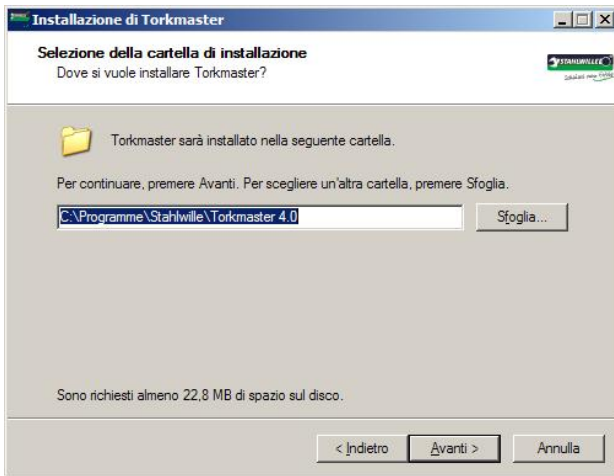 Installazione di Torkmaster
Selezione della cartella di installazione
Dove si vuole installare Torkmaster?
STAHLWILLE
Torkmaster sarà installato nella seguente cartella.
Per continuare, premere Avanti. Per scegliere un'altra cartella, premere Sfoglia.
C:\Programme\Stahlwille\Torkmaster 4.0
Sfoglia...
Sono richiesti almeno 22,8 MB di spazio sul disco.
< Indietro
Avanti >
Annulla